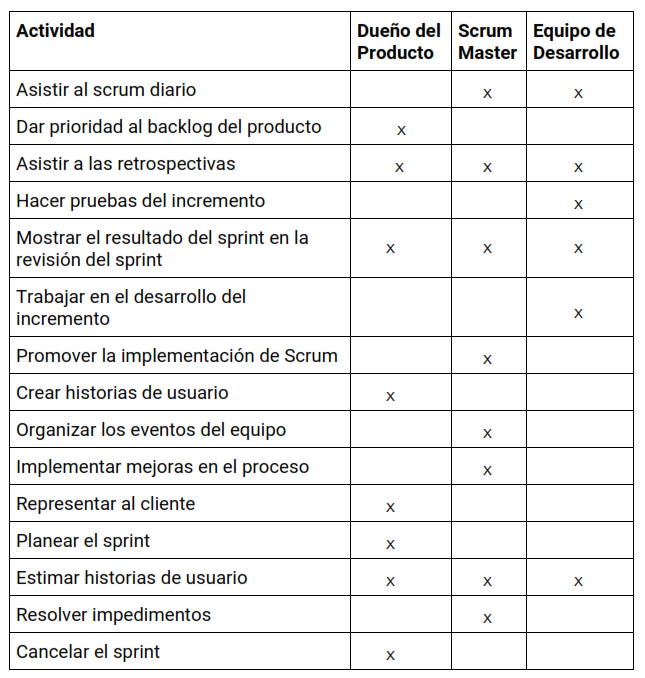 Actividad Dueño del Scrum Equipo de
Producto Master Desarrollo
Asistir al scrum diario x x
Dar prioridad al backlog del producto x
Asistir a las retrospectivas x x x
Hacer pruebas del incremento x
Mostrar el resultado del sprint en la
revisión del sprint x x x
Trabajar en el desarrollo del
incremento x
Promover la implementación de Scrum x
Crear historias de usuario x
Organizar los eventos del equipo x
Implementar mejoras en el proceso x
Representar al cliente x
Planear el sprint x
Estimar historias de usuario x x x
Resolver impedimentos x
Cancelar el sprint x